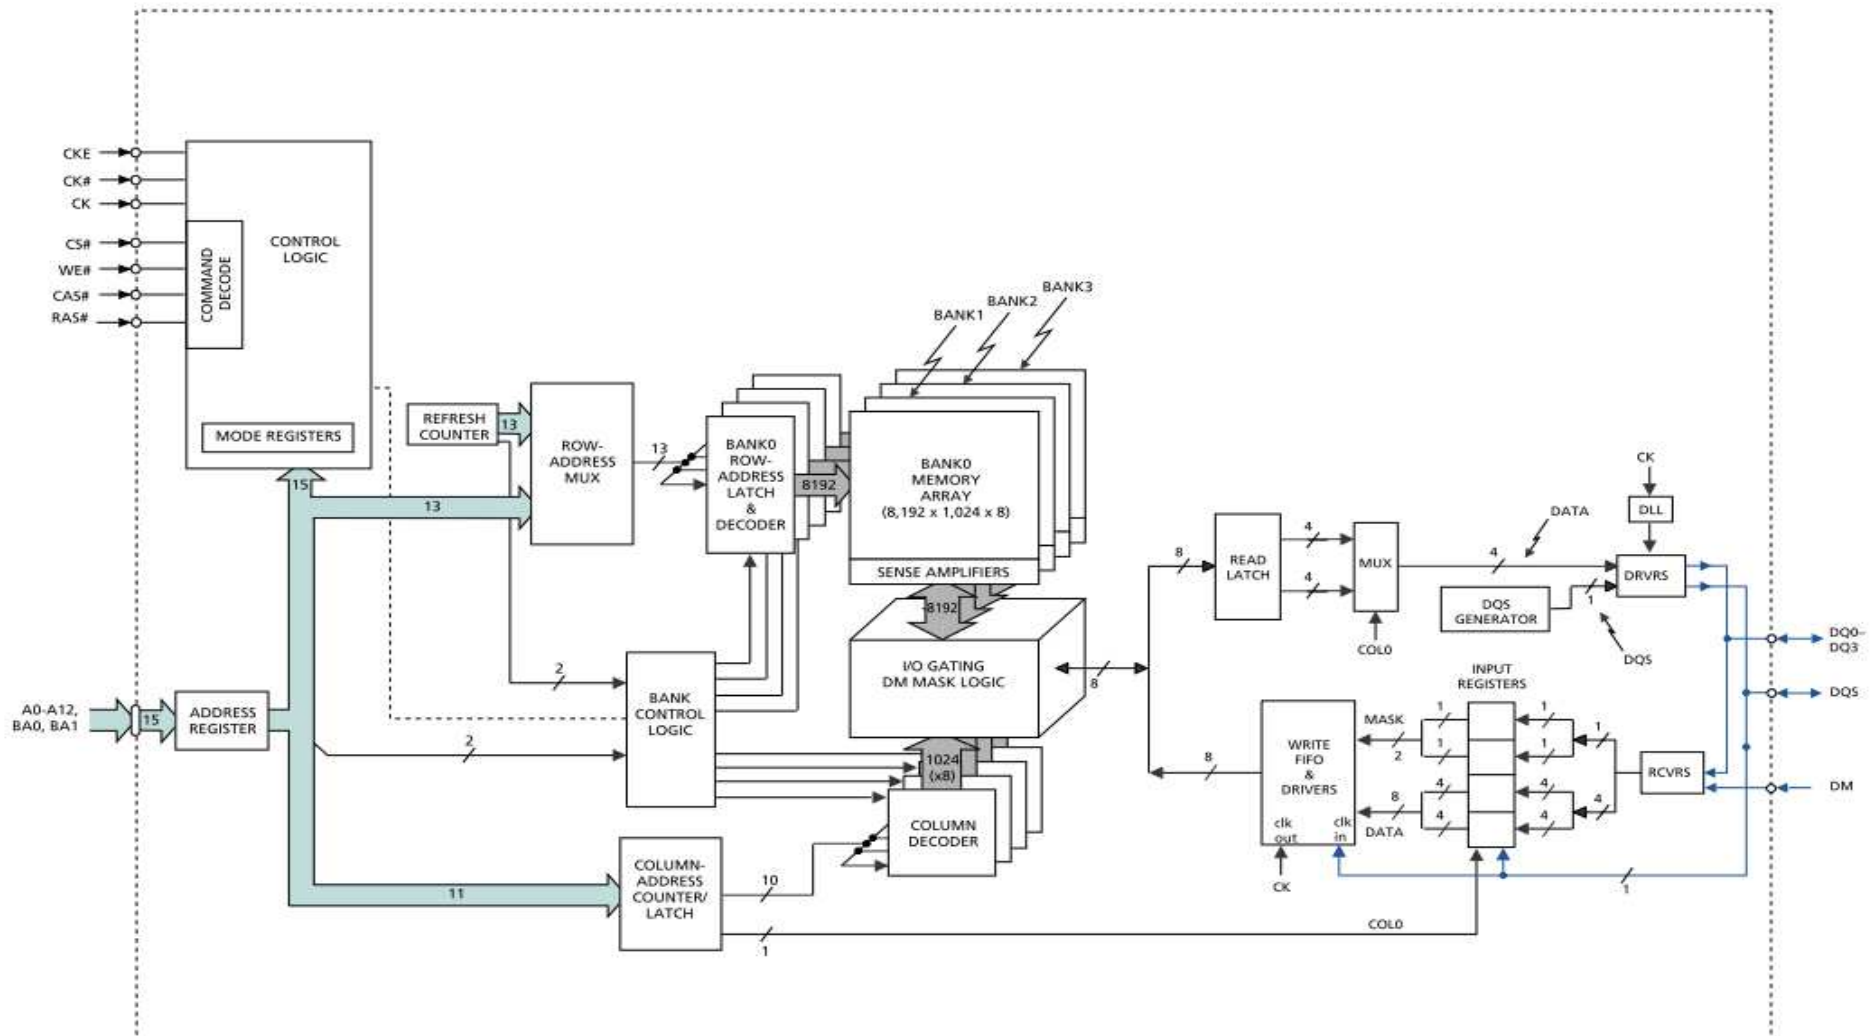 CKE
CK#
CK
CS#
WE#
CAS#
RAS#
COMMAND
DECODE
CONTROL
LOGIC
MODE REGISTERS
15
REFRESH
COUNTER
13
13
ROW-
ADDRESS
MUX
13
BANK0
ROW-
ADDRESS
LATCH
&
DECODER
8192
BANK1
BANK2
BANK3
BANK0
MEMORY
ARRAY
(8,192 x 1,024 x 8)
SENSE AMPLIFIERS
8192
I/O GATING
DM MASK LOGIC
8
A0-A12,
BA0, BA1
15
ADDRESS
REGISTER
2
2
BANK
CONTROL
LOGIC
1024
(x8)
COLUMN
DECODER
11
COLUMN-
ADDRESS
COUNTER/
LATCH
10
1
COL0
8
READ
LATCH
4
4
MUX
COL0
4
DATA
CK
DLL
DRVRS
DQS
GENERATOR
1
DQS
DQ0–
DQ3
DQS
DM
INPUT
REGISTERS
8
WRITE
FIFO
&
DRIVERS
clk
out
clk
in
CK
MASK
2
8
DATA
1
1
4
4
1
1
4
4
1
4
RCVRS
1